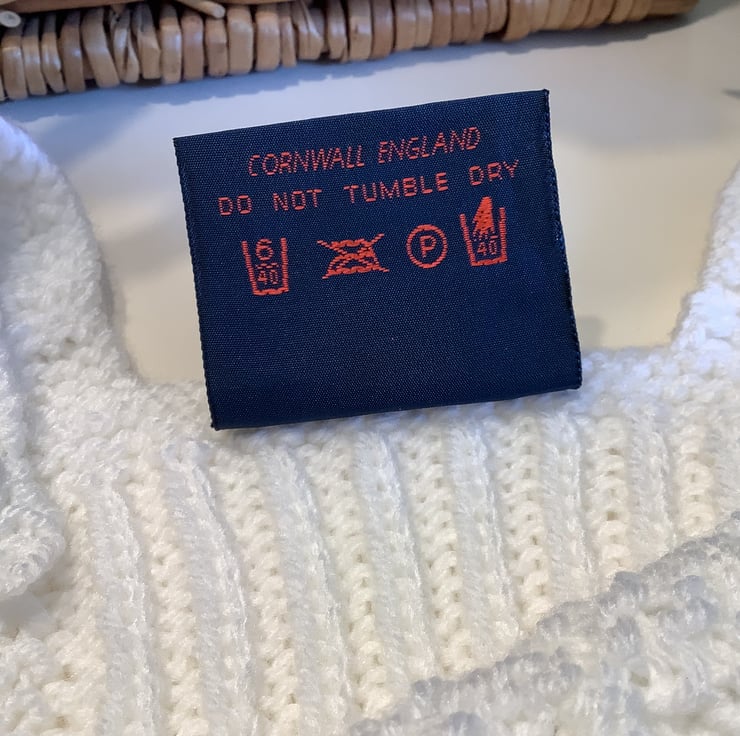 CORNWALL ENGLAND
DO NOT TUMBLE DRY
6 40 P 40